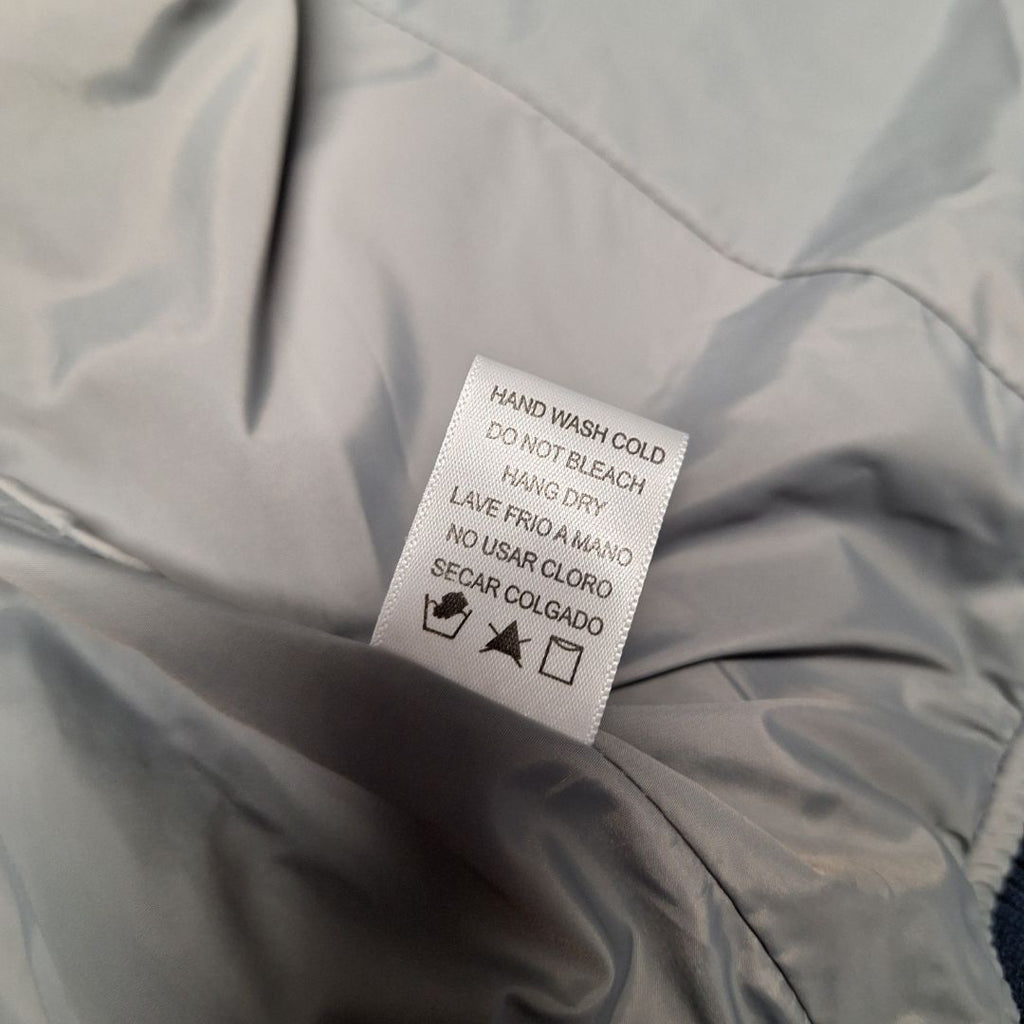 HAND WASH COLD
DO NOT BLEACH
HANG DRY
LAVE FRIO A MANO
NO USAR CLORO
SECAR COLGADO